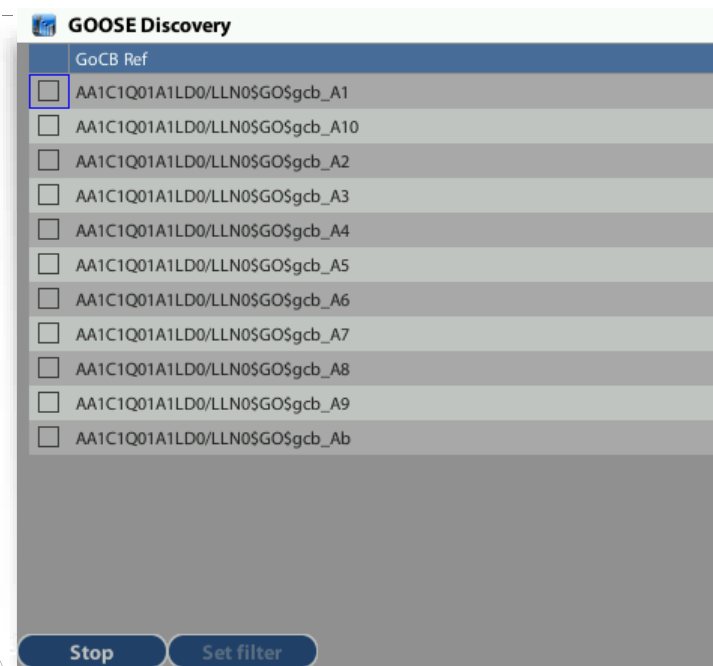 GOOSE Discovery
GoCB Ref
AA1C1Q01A1LD0/LLN0$GO$gcb_A1
AA1C1Q01A1LD0/LLN0$GO$gcb_A10
AA1C1Q01A1LD0/LLN0$GO$gcb_A2
AA1C1Q01A1LD0/LLN0$GO$gcb_A3
AA1C1Q01A1LD0/LLN0$GO$gcb_A4
AA1C1Q01A1LD0/LLN0$GO$gcb_A5
AA1C1Q01A1LD0/LLN0$GO$gcb_A6
AA1C1Q01A1LD0/LLN0$GO$gcb_A7
AA1C1Q01A1LD0/LLN0$GO$gcb_A8
AA1C1Q01A1LD0/LLN0$GO$gcb_A9
AA1C1Q01A1LD0/LLN0$GO$gcb_Ab
Stop Set filter